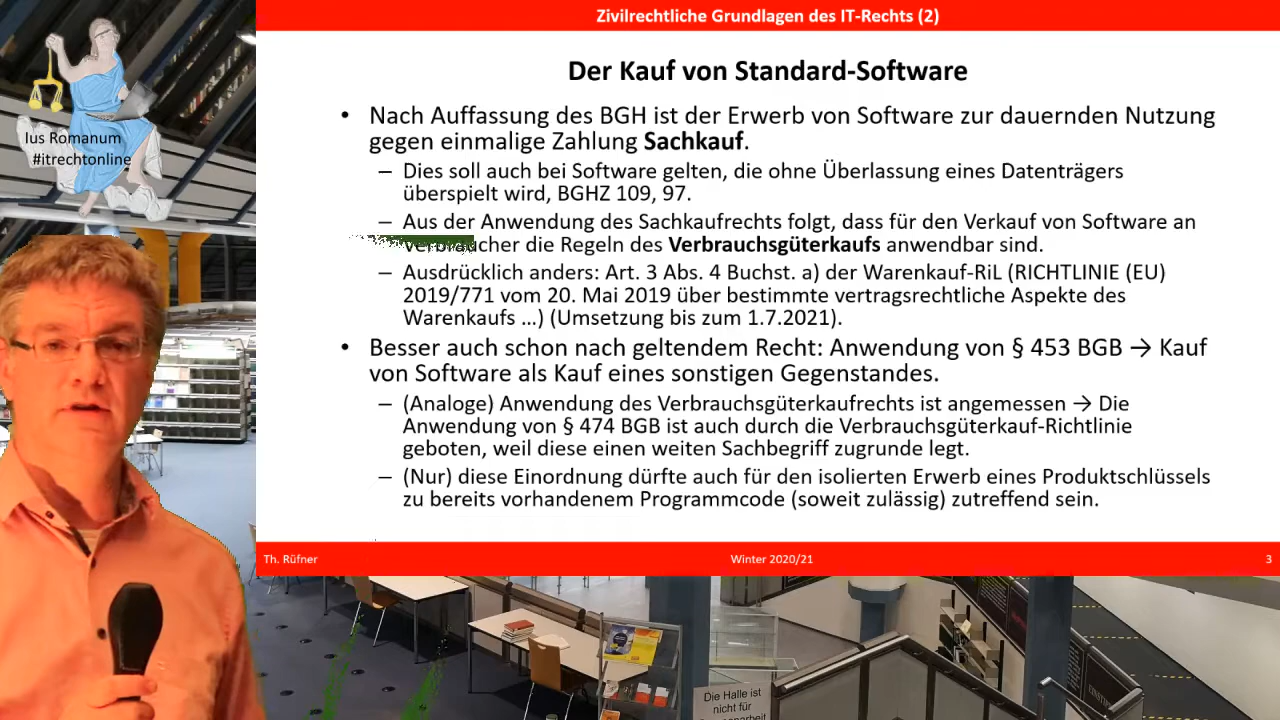 Zivilrechtliche Grundlagen des IT-Rechts (2)
Ius Romanum
#itrechtonline
Der Kauf von Standard-Software
• Nach Auffassung des BGH ist der Erwerb von Software zur dauernden Nutzung
gegen einmalige Zahlung Sachkauf.
– Dies soll auch bei Software gelten, die ohne Überlassung eines Datenträgers
überspielt wird, BGHZ 109, 97.
– Aus der Anwendung des Sachkaufrechts folgt, dass für den Verkauf von Software an
Verbraucher die Regeln des Verbrauchsgüterkaufs anwendbar sind.
– Ausdrücklich anders: Art. 3 Abs. 4 Buchst. a) der Warenkauf-RiL (RICHTLINIE (EU)
2019/771 vom 20. Mai 2019 über bestimmte vertragsrechtliche Aspekte des
Warenkaufs ...) (Umsetzung bis zum 1.7.2021).
• Besser auch schon nach geltendem Recht: Anwendung von § 453 BGB → Kauf
von Software als Kauf eines sonstigen Gegenstandes.
– (Analoge) Anwendung des Verbrauchsgüterkaufrechts ist angemessen → Die
Anwendung von § 474 BGB ist auch durch die Verbrauchsgüterkauf-Richtlinie
geboten, weil diese einen weiten Sachbegriff zugrunde legt.
– (Nur) diese Einordnung dürfte auch für den isolierten Erwerb eines Produktschlüssels
zu bereits vorhandenem Programmcode (soweit zulässig) zutreffend sein.
Th. Rüfner
Winter 2020/21
3
Die Halle ist
nicht für